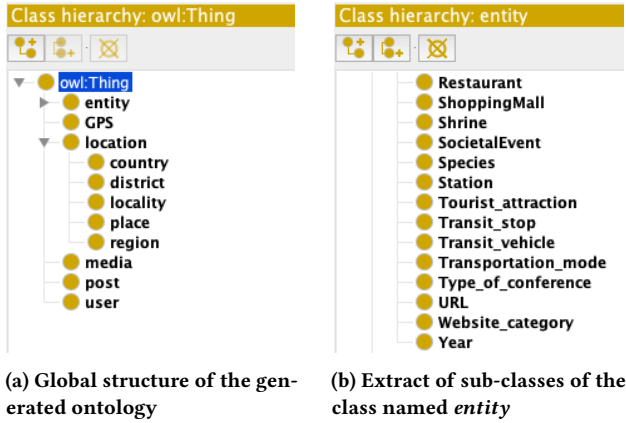 Class hierarchy: owl:Thing
owl:Thing
entity
GPS
location
country
district
locality
place
region
media
post
user
(a) Global structure of the gen-
erated ontology
Class hierarchy: entity
Restaurant
ShoppingMall
Shrine
SocietalEvent
Species
Station
Tourist_attraction
Transit_stop
Transit_vehicle
Transportation_mode
Type_of_conference
URL
Website_category
Year
(b) Extract of sub-classes of the
class named entity